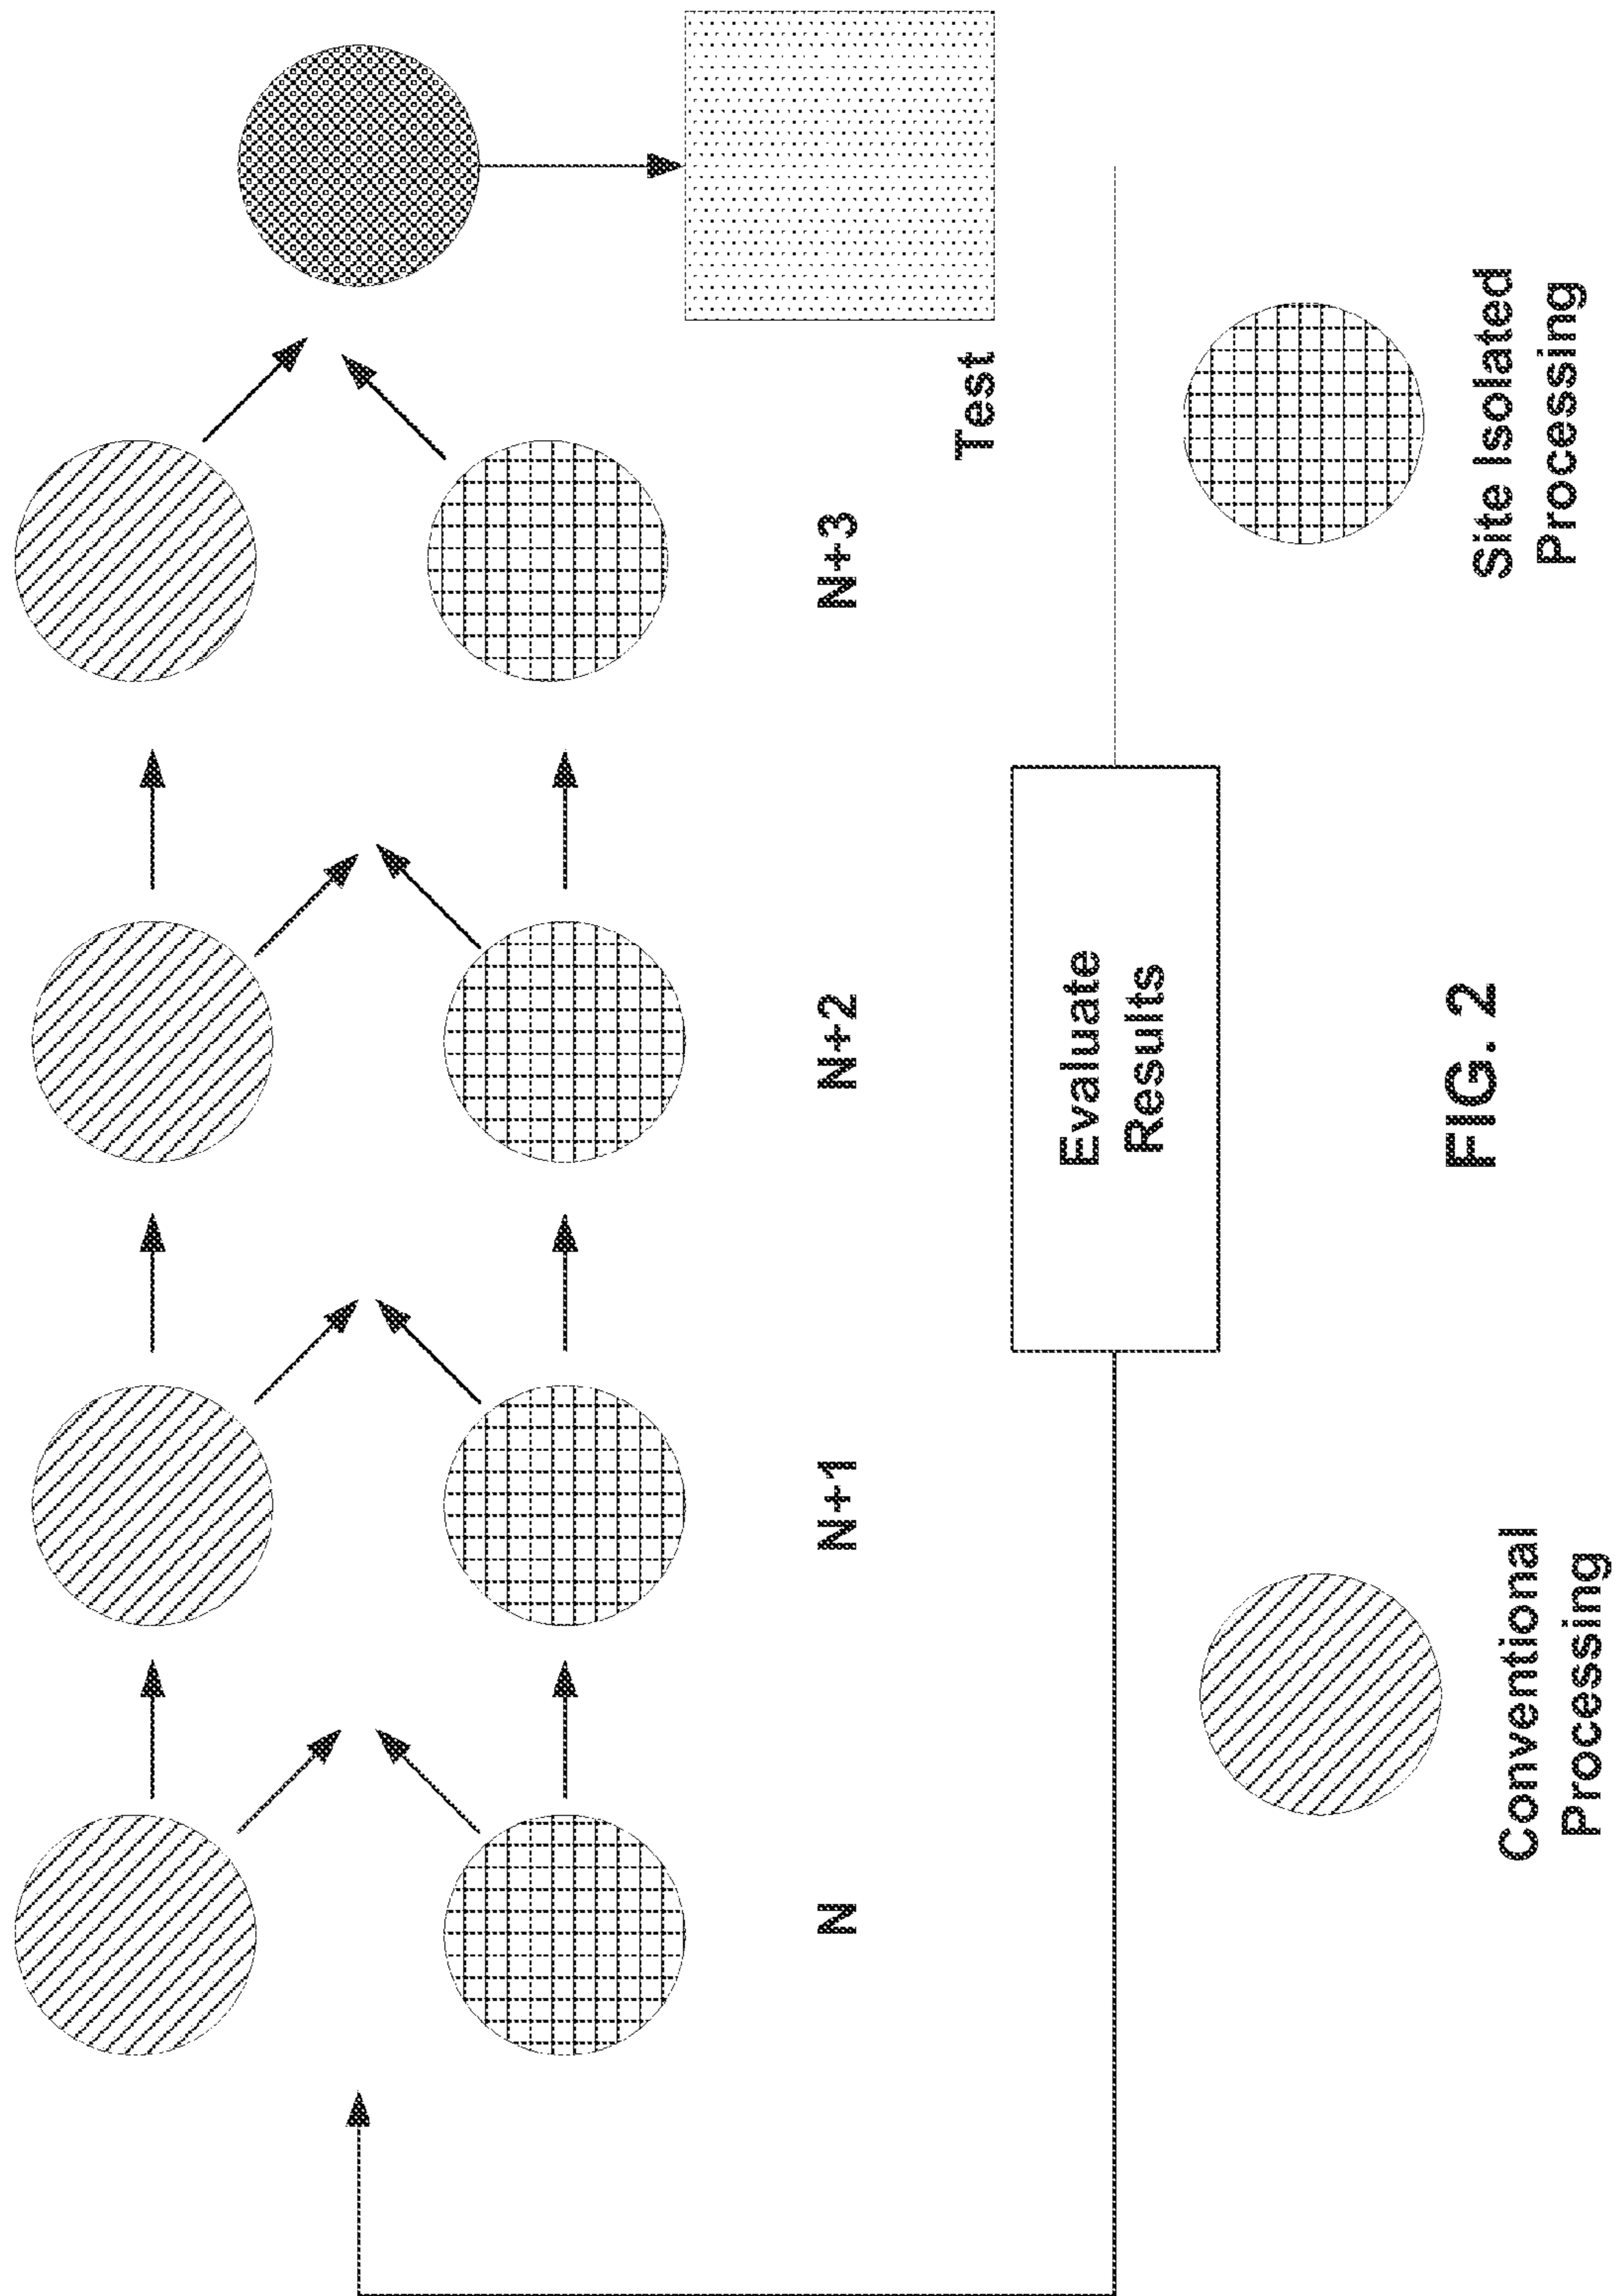 N
N+1
N+2
N+3
Test
Evaluate
Results
Conventional
Processing
Site Isolated
Processing
FIG. 2